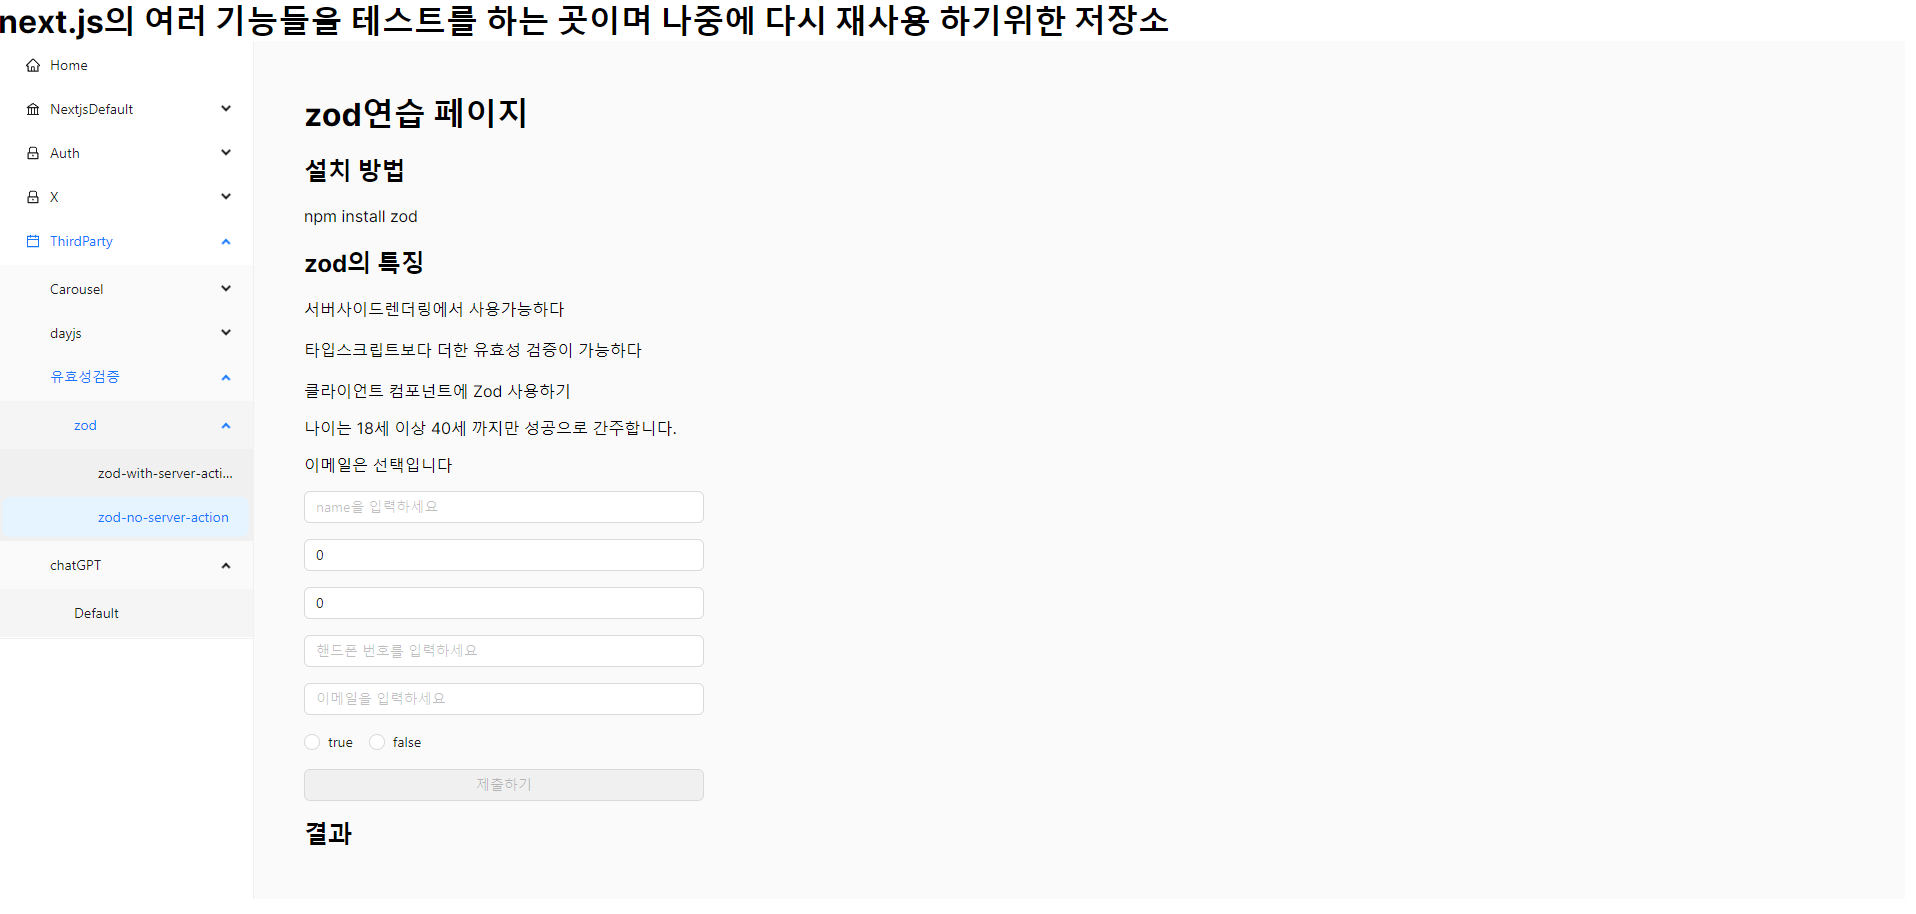 next.js의 여러 기능들을 테스트를 하는 곳이며 나중에 다시 재사용 하기위한 저장소
Home
NextjsDefault
Auth
X
ThirdParty
Carousel
dayjs
유효성검증
zod
zod-with-server-acti...
zod-no-server-action
chatGPT
Default
zod연습 페이지
설치 방법
npm install zod
zod의 특징
서버사이드렌더링에서 사용가능하다
타입스크립트보다 더한 유효성 검증이 가능하다
클라이언트 컴포넌트에 Zod 사용하기
나이는 18세 이상 40세 까지만 성공으로 간주합니다.
이메일은 선택입니다
name을 입력하세요
0
0
핸드폰 번호를 입력하세요
이메일을 입력하세요
true false
제출하기
결과